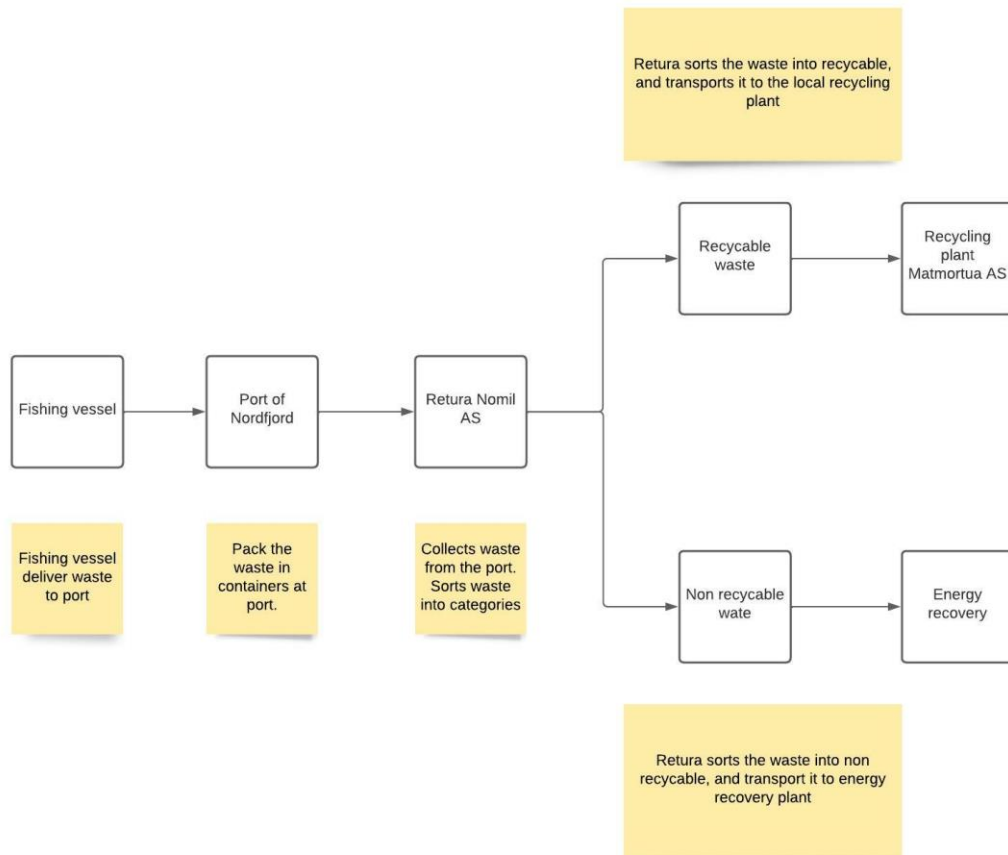 Retura sorts the waste into recycable,
and transports it to the local recycling
plant
Recycable
waste
Recycling
plant
Matmortua AS
Fishing vessel
Port of
Nordfjord
Retura Nomil
AS
Fishing vessel
deliver waste
to port
Pack the
waste in
containers at
port.
Collects waste
from the port.
Sorts waste
into categories
Non recycable
wate
Energy
recovery
Retura sorts the waste into non
recycable, and transport it to energy
recovery plant